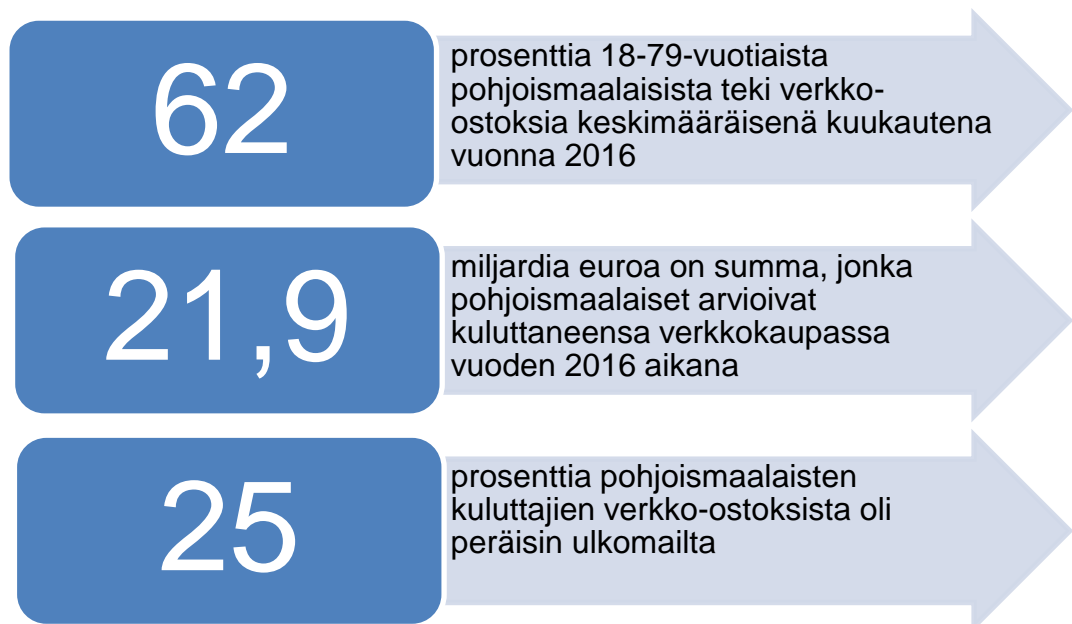 62
prosenttia 18-79-vuotiaista
pohjoismaalaisista teki verkko-
ostoksia keskimääräisenä kuukautena
vuonna 2016
21,9
miljardia euroa on summa, jonka
pohjoismaalaiset arvioivat
kuluttaneensa verkkokaupassa
vuoden 2016 aikana
25
prosenttia pohjoismaalaisten
kuluttajien verkko-ostoksista oli
peräisin ulkomailta